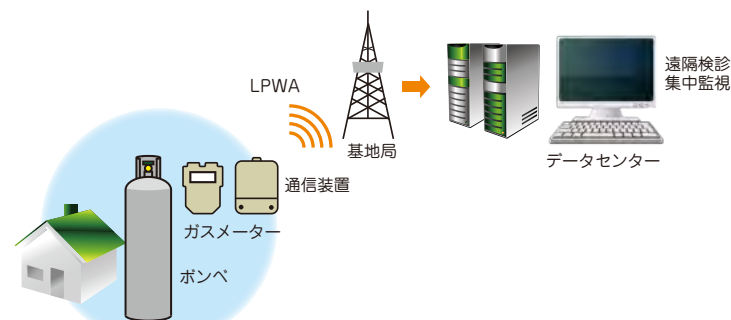 LPWA
基地局
遠隔検診
集中監視
データセンター
通信装置
ガスメーター
ボンベ